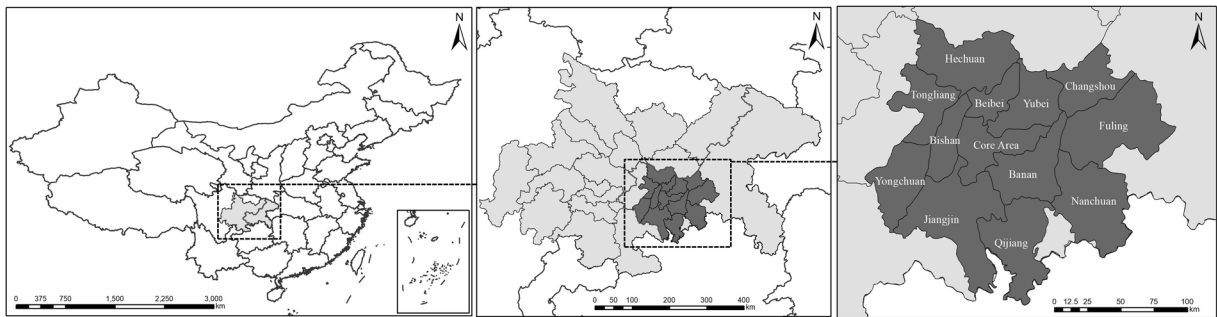 N
0 375 750 1,500 2,250 3,000
km
N
0 50 100 200 300 400
km
N
Hechuan
Changshou
Tongliang
Beibei
Yubei
Fuling
Bishan
Core Area
Banan
Yongchuan
Nanchuan
Jiangjin
Qijiang
0 12.5 25 50 75 100
km